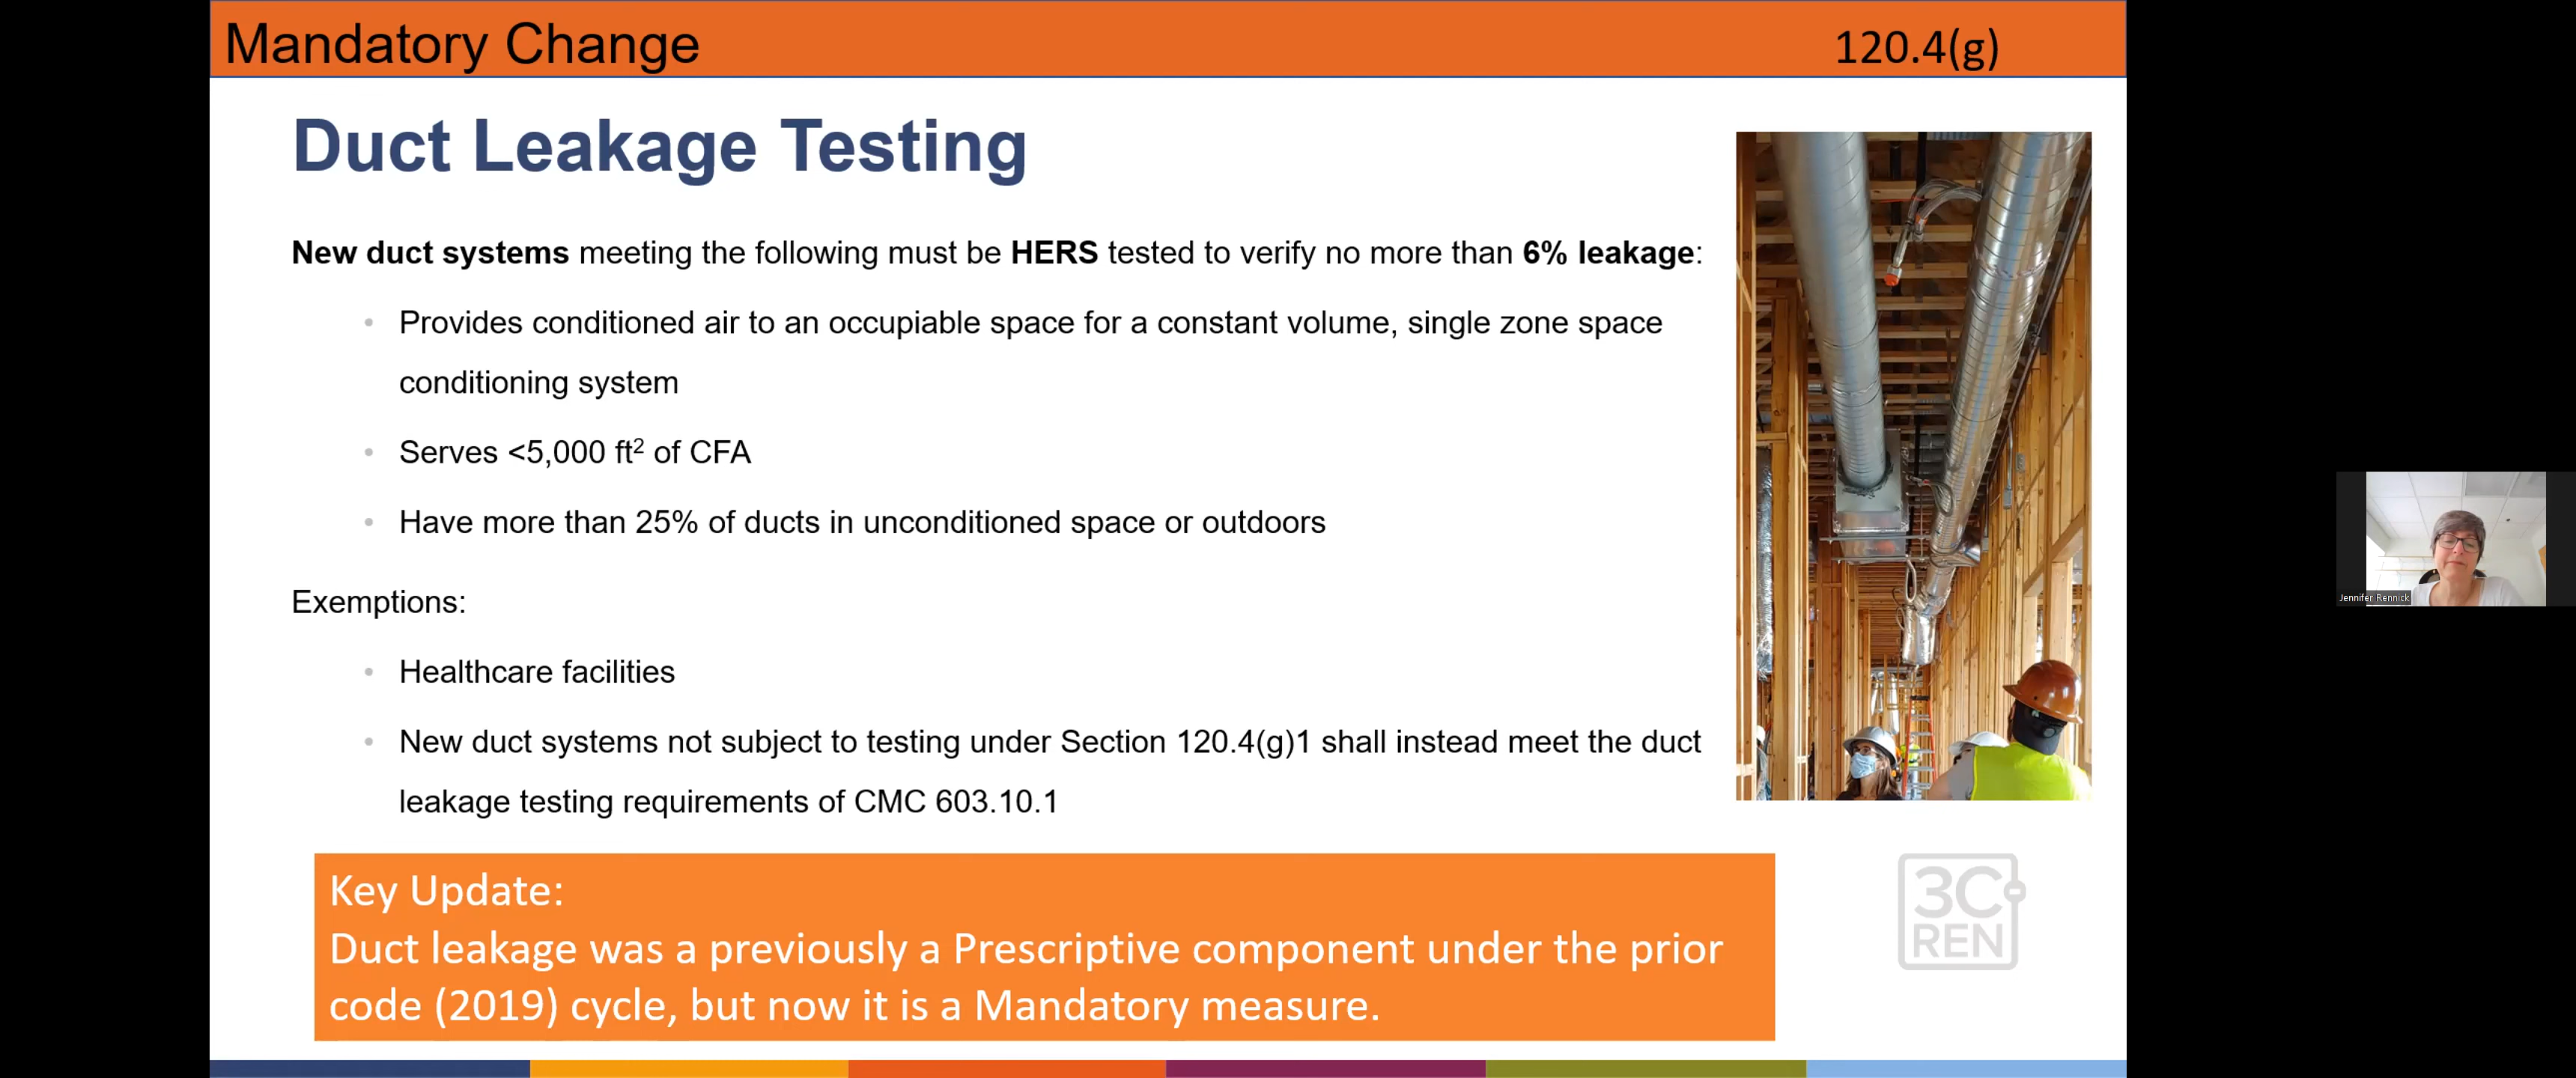 Mandatory Change 120.4(g)
Duct Leakage Testing
New duct systems meeting the following must be HERS tested to verify no more than 6% leakage:
• Provides conditioned air to an occupiable space for a constant volume, single zone space
conditioning system
• Serves <5,000 ft² of CFA
• Have more than 25% of ducts in unconditioned space or outdoors
Exemptions:
• Healthcare facilities
• New duct systems not subject to testing under Section 120.4(g)1 shall instead meet the duct
leakage testing requirements of CMC 603.10.1
Key Update:
Duct leakage was a previously a Prescriptive component under the prior
code (2019) cycle, but now it is a Mandatory measure.
3C
REN
Jennifer Rennick